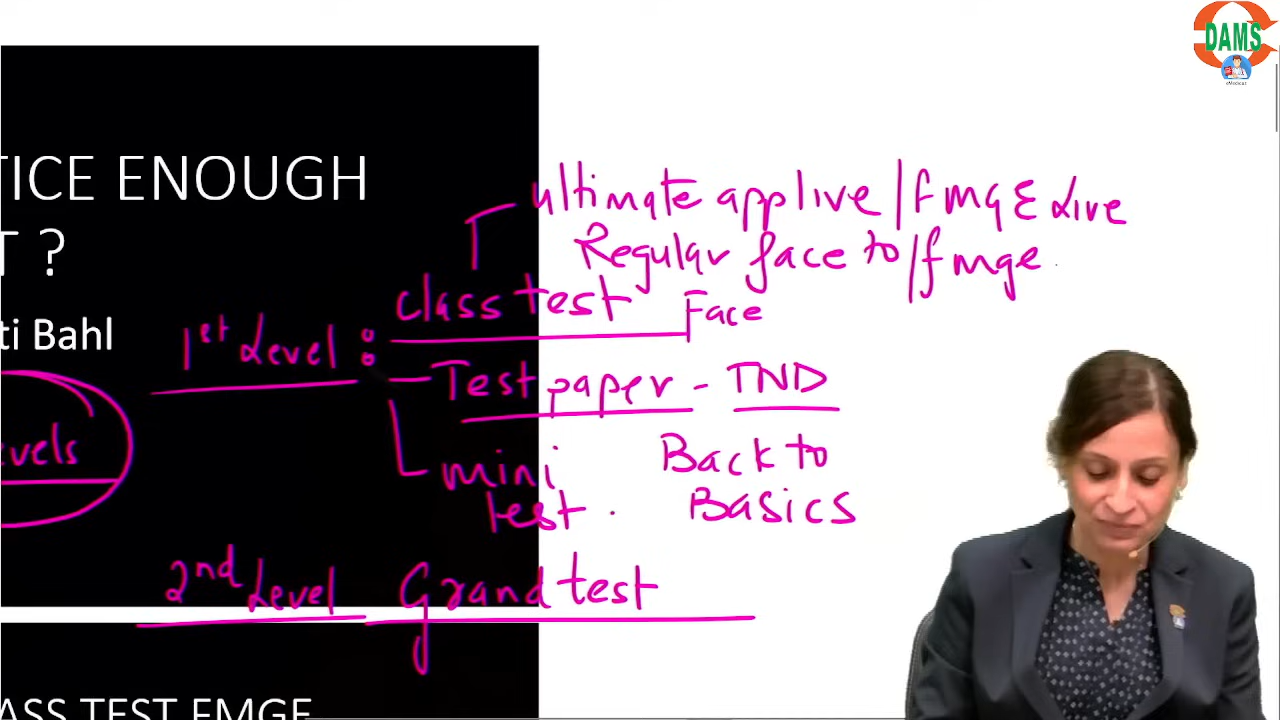 DAMS
eMedicoz
TICE ENOUGH
T ?
ti Bahl
evels
ultimate app live / fmgE Live
Regular face to / fmge
Face
class test
1st Level :
Test paper - TND
mini
test .
Back to
Basics
2nd Level Grand test
ASS TEST FMGE